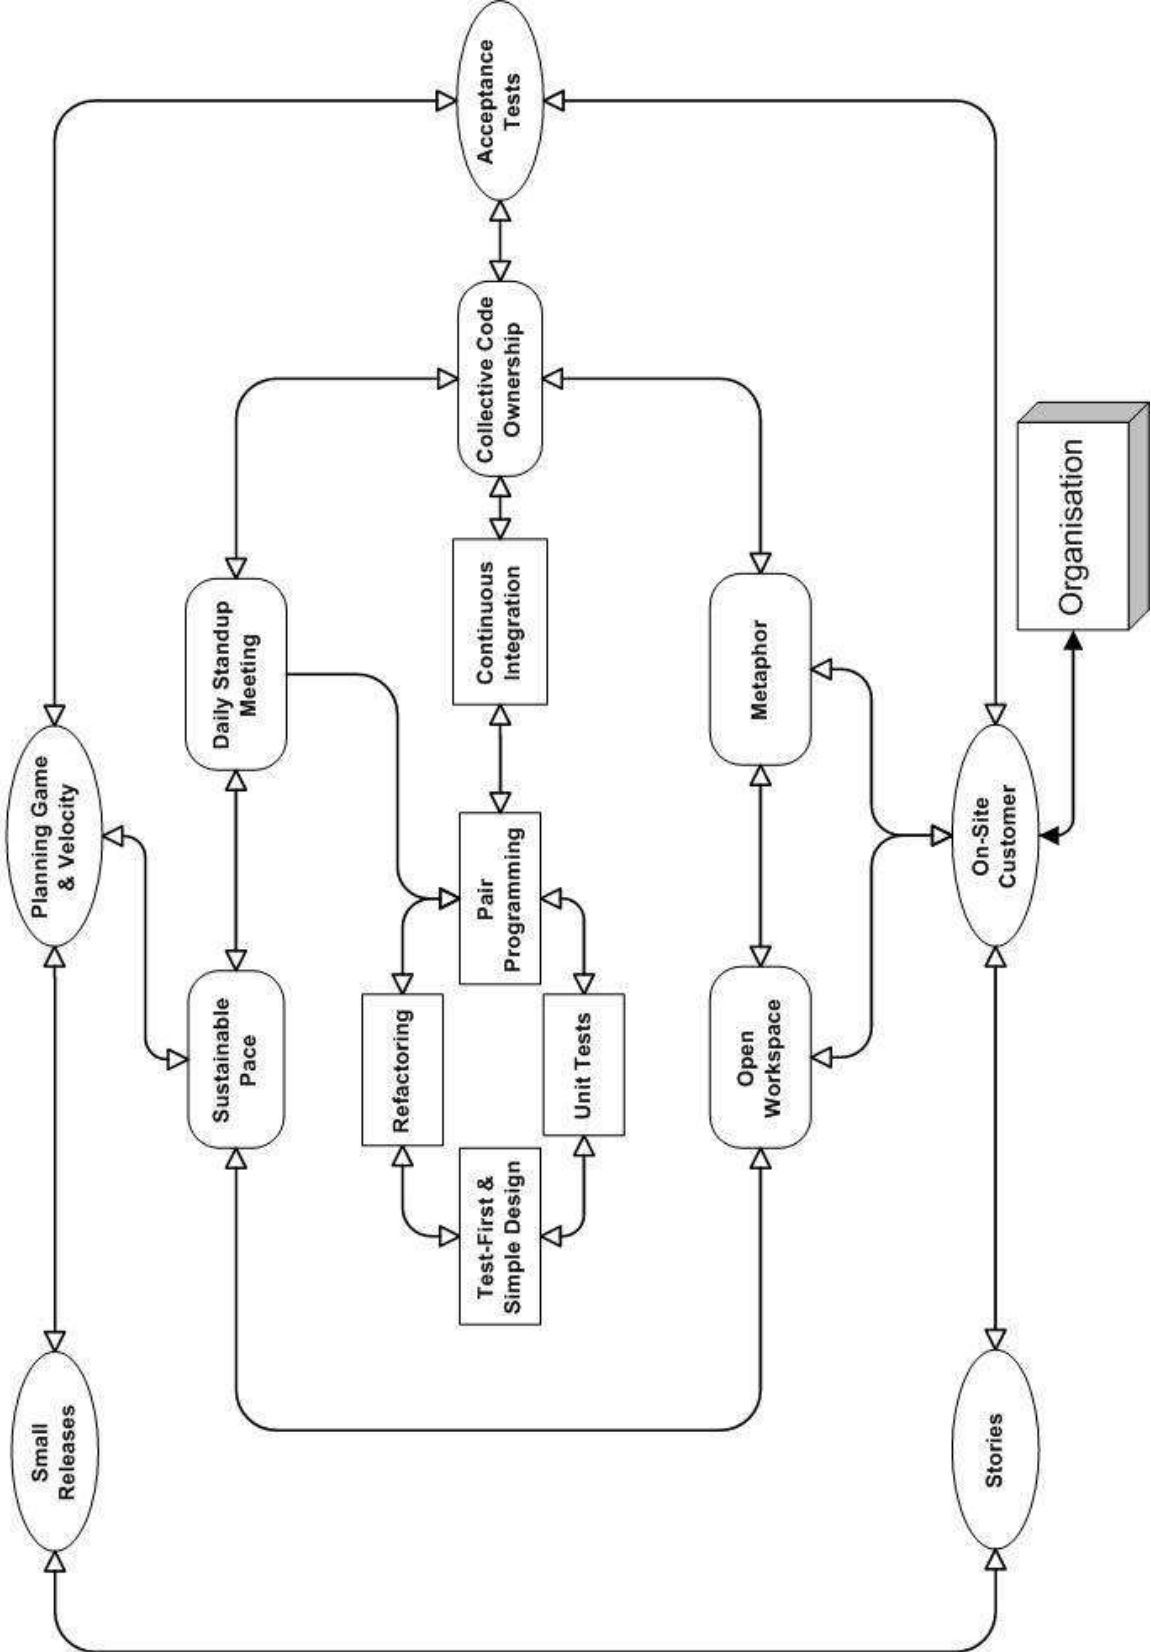 Small
Releases
Planning Game
& Velocity
Sustainable
Pace
Daily Standup
Meeting
Refactoring
Test-First &
Simple Design
Pair
Programming
Continuous
Integration
Collective Code
Ownership
Acceptance
Tests
Unit Tests
Open
Workspace
Metaphor
Stories
On-Site
Customer
Organisation